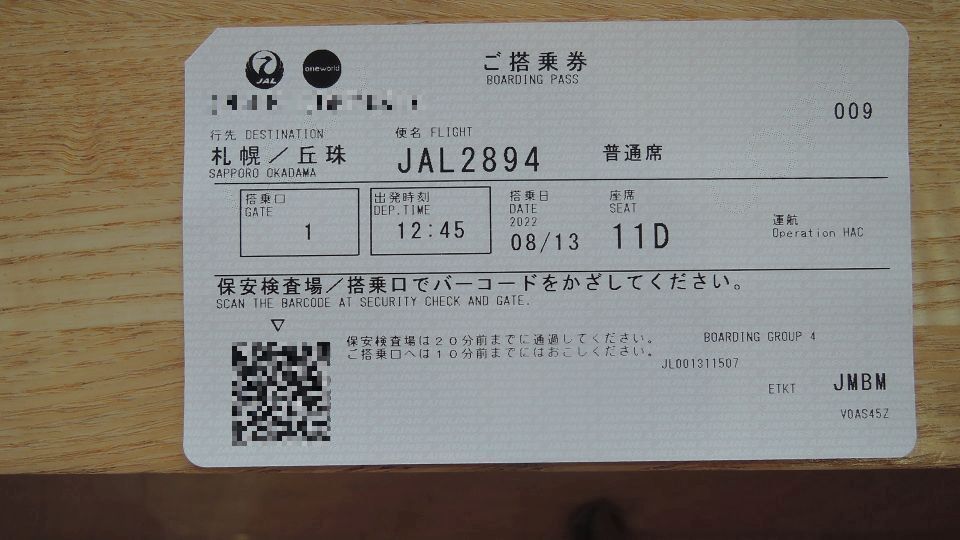 JAL
oneworld
ご搭乗券
BOARDING PASS
009
行先 DESTINATION
便名 FLIGHT
札幌/丘珠
JAL2894
普通席
SAPPORO OKADAMA
搭乗口
GATE
1
出発時刻
DEP.TIME
12:45
搭乗日
DATE
2022
08/13
座席
SEAT
11D
運航
Operation HAC
保安検査場/搭乗口でバーコードをかざしてください。
SCAN THE BARCODE AT SECURITY CHECK AND GATE.
保安検査場は20分前までに通過してください。
ご搭乗口へは10分前までにはおこしください。
BOARDING GROUP 4
JL001311507
ETKT
JMBM
VOAS45Z